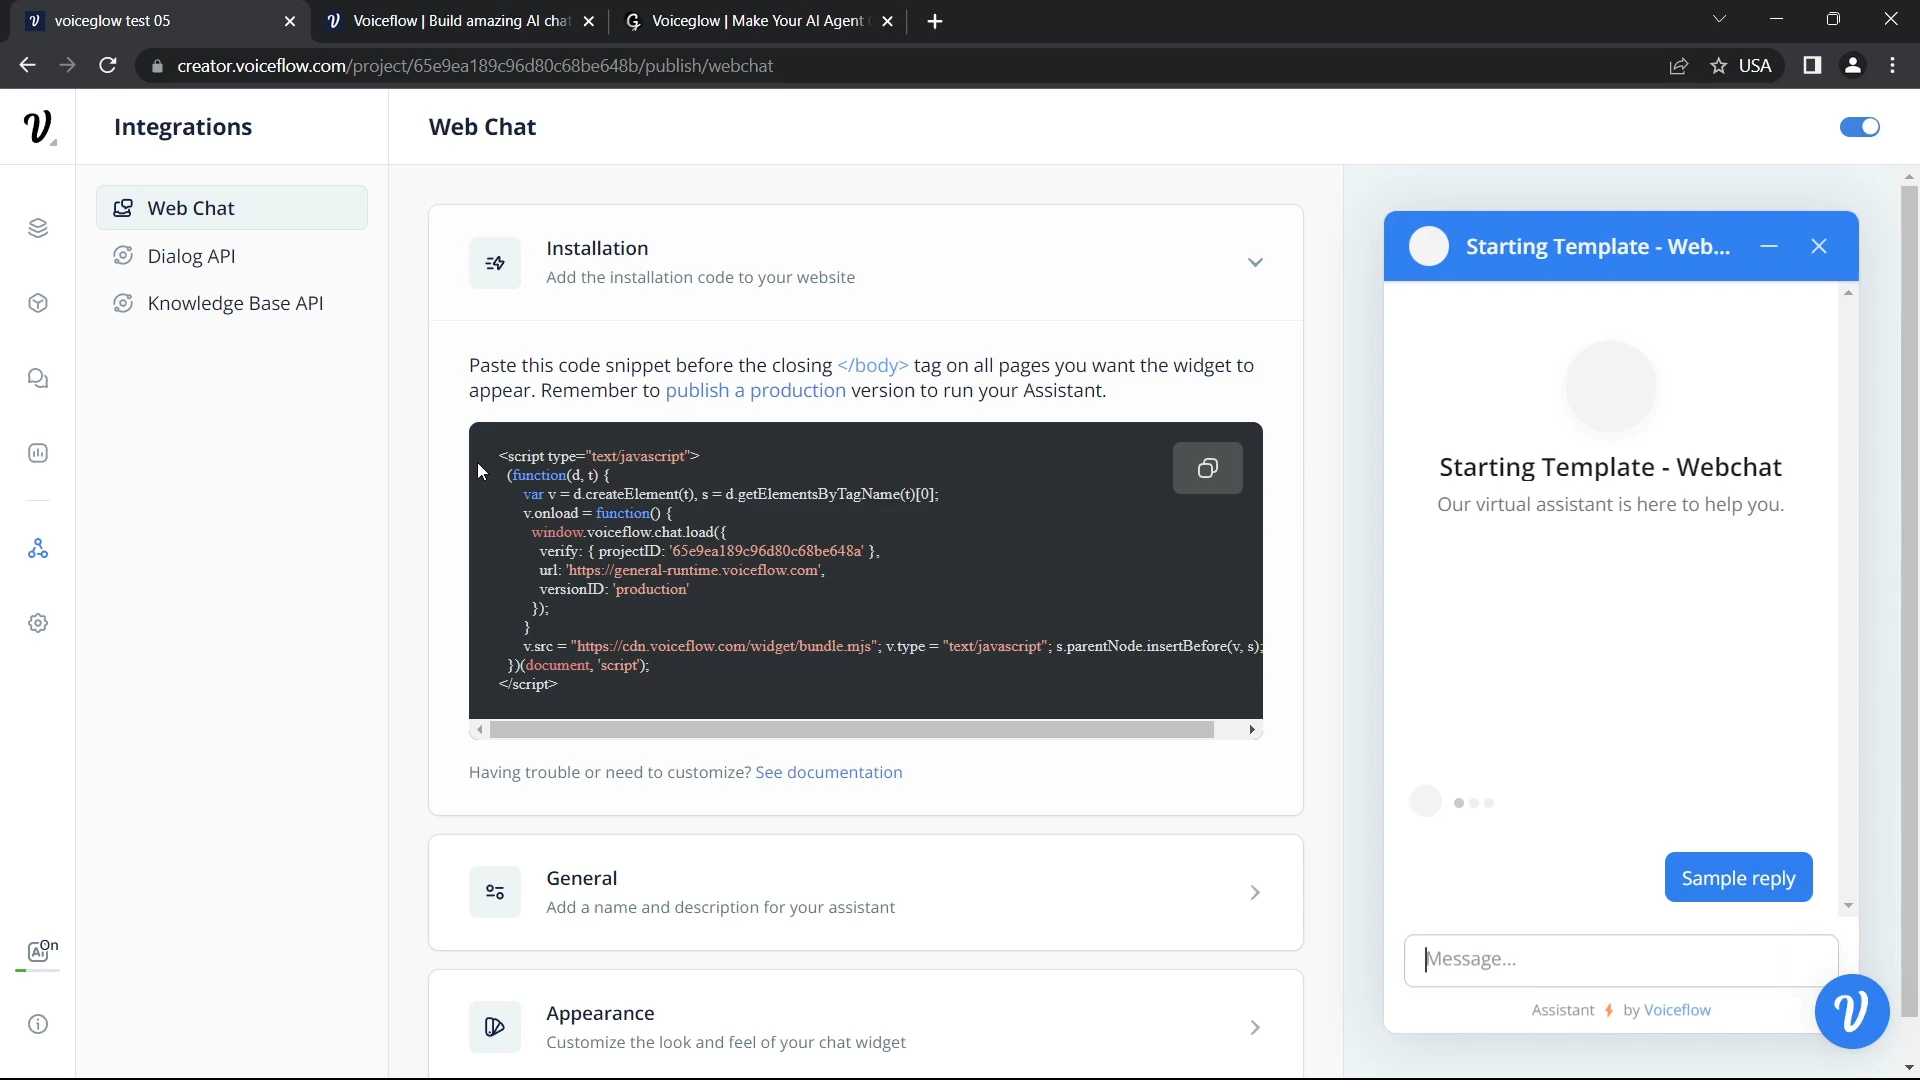 voiceglow test 05
Voiceflow | Build amazing AI chat
Voiceglow | Make Your AI Agent
creator.voiceflow.com/project/65e9ea189c96d80c68be648b/publish/webchat
USA
Integrations
Web Chat
Web Chat
Dialog API
Knowledge Base API
Installation
Add the installation code to your website
Paste this code snippet before the closing </body> tag on all pages you want the widget to
appear. Remember to publish a production version to run your Assistant.
<script type="text/javascript">
(function(d, t) {
var v = d.createElement(t), s = d.getElementsByTagName(t)[0];
v.onload = function() {
window.voiceflow.chat.load({
verify: { projectID: '65e9ea189c96d80c68be648a' },
url: 'https://general-runtime.voiceflow.com',
versionID: 'production'
});
}
v.src = "https://cdn.voiceflow.com/widget/bundle.mjs"; v.type = "text/javascript"; s.parentNode.insertBefore(v, s);
})(document, 'script');
</script>
Having trouble or need to customize? See documentation
General
Add a name and description for your assistant
Appearance
Customize the look and feel of your chat widget
AI On
Starting Template - Web...
Starting Template - Webchat
Our virtual assistant is here to help you.
Sample reply
Message...
Assistant ⚡ by Voiceflow